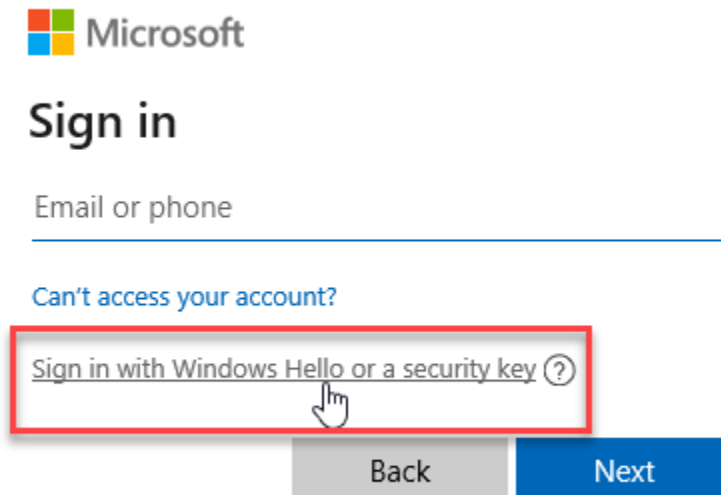 Microsoft
Sign in
Email or phone
Can't access your account?
Sign in with Windows Hello or a security key ?
Back Next